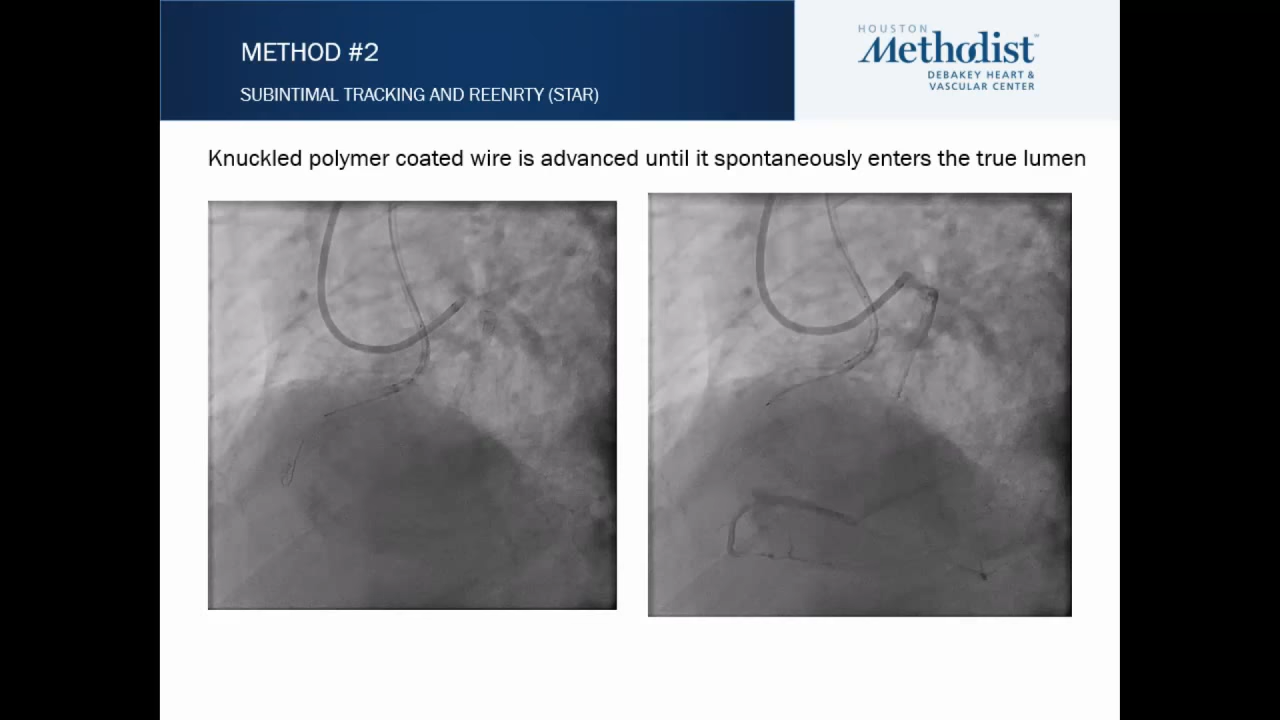 METHOD #2
SUBINTIMAL TRACKING AND REENRTY (STAR)
HOUSTON
Methodist
DEBAKEY HEART &
VASCULAR CENTER
Knuckled polymer coated wire is advanced until it spontaneously enters the true lumen